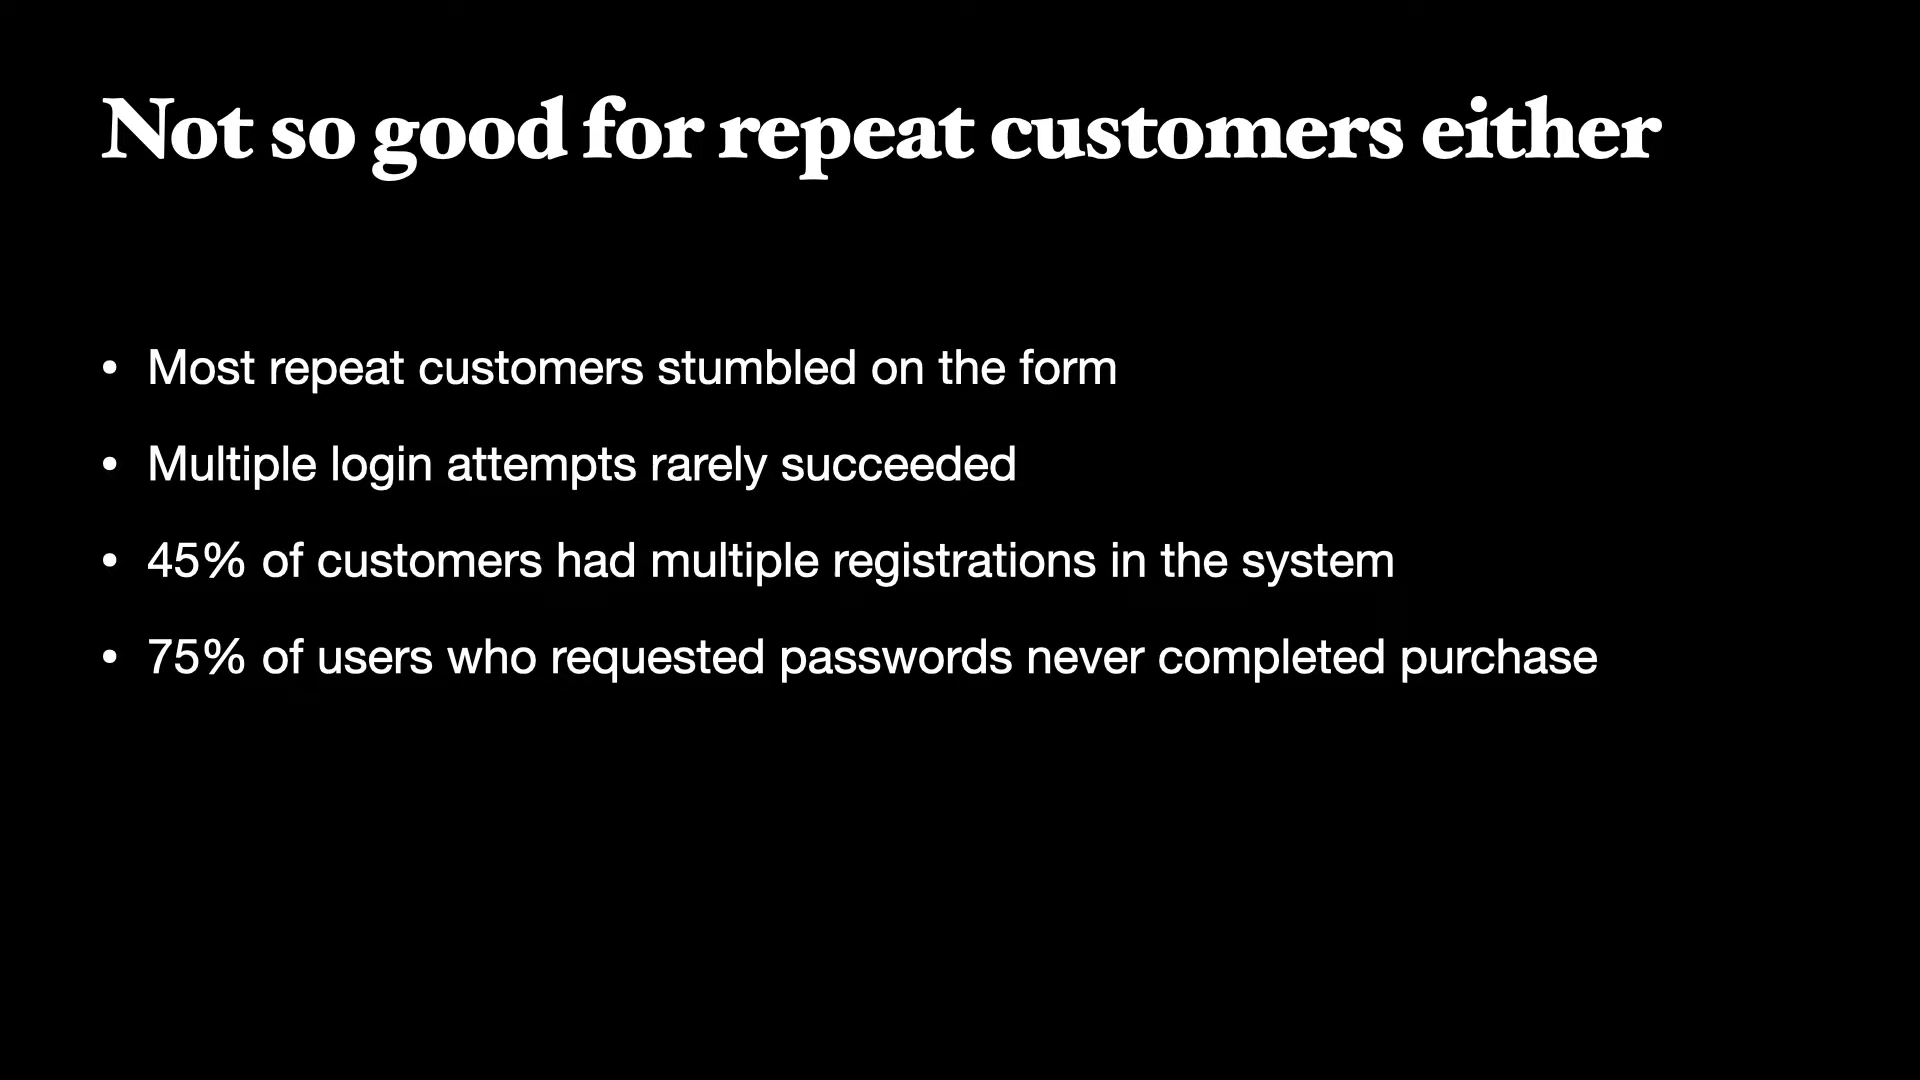 Not so good for repeat customers either
• Most repeat customers stumbled on the form
• Multiple login attempts rarely succeeded
• 45% of customers had multiple registrations in the system
• 75% of users who requested passwords never completed purchase